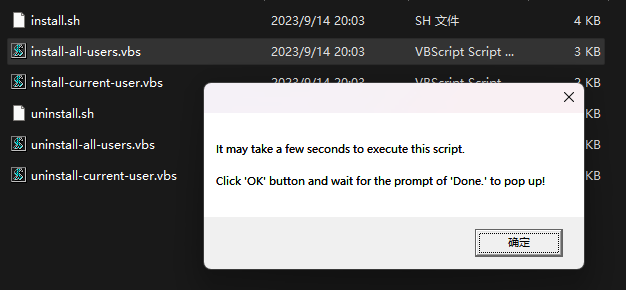 install.sh 2023/9/14 20:03 SH 文件 4 KB
install-all-users.vbs 2023/9/14 20:03 VBScript Script ... 3 KB
install-current-user.vbs 2023/9/14 20:03 VBScript Script ... 3 KB
uninstall.sh KB
uninstall-all-users.vbs KB
uninstall-current-user.vbs KB
It may take a few seconds to execute this script.
Click 'OK' button and wait for the prompt of 'Done.' to pop up!
确定